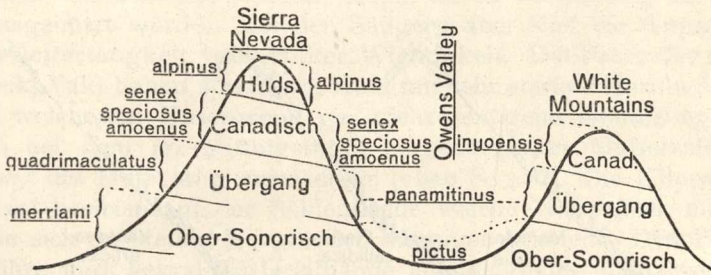 Sierra
Nevada
alpinus
Huds.
alpinus
senex
speciosus
amoenus
Canadisch
senex
speciosus
amoenus
quadrimaculatus
Übergang
merriami
Ober-Sonorisch
Owens Valley
White
Mountains
inyoensis
Canad.
panamitinus
Übergang
pictus
Ober-Sonorisch